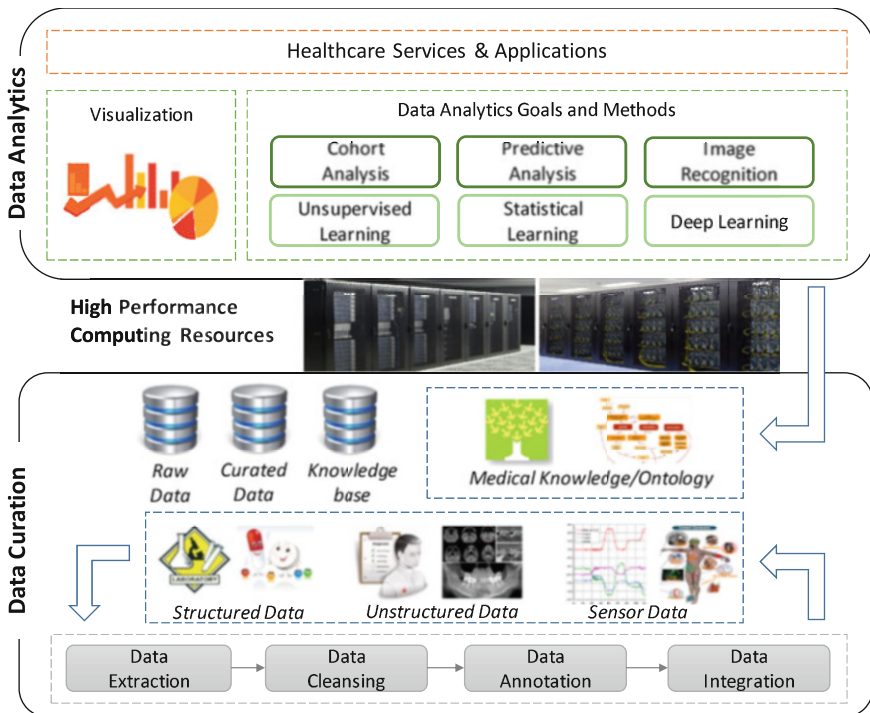 Healthcare Services & Applications
Data Analytics
Visualization
Data Analytics Goals and Methods
Cohort
Analysis
Predictive
Analysis
Image
Recognition
Unsupervised
Learning
Statistical
Learning
Deep Learning
High Performance
Computing Resources
Data Curation
Raw
Data
Curated
Data
Knowledge
base
Medical Knowledge/Ontology
LABORATORY
Structured Data
Unstructured Data
Sensor Data
Data
Extraction
Data
Cleansing
Data
Annotation
Data
Integration